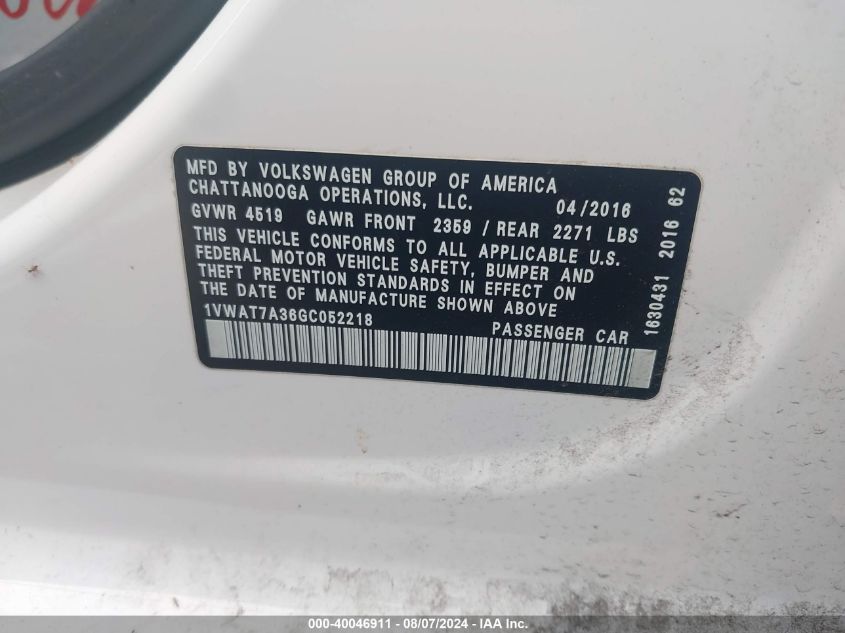 MFD BY VOLKSWAGEN GROUP OF AMERICA
CHATTANOOGA OPERATIONS, LLC. 04/2016
GVWR 4519 GAWR FRONT 2359 / REAR 2271 LBS
THIS VEHICLE CONFORMS TO ALL APPLICABLE U.S.
FEDERAL MOTOR VEHICLE SAFETY, BUMPER AND
THEFT PREVENTION STANDARDS IN EFFECT ON
THE DATE OF MANUFACTURE SHOWN ABOVE
1VWAT7A36GC052218 PASSENGER CAR
1630431 2016 62
000-40046911 - 08/07/2024 - IAAI Inc.